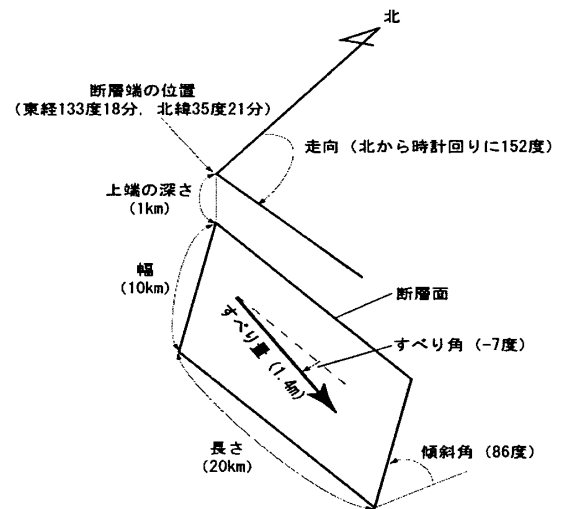 北
断層端の位置
(東経133度18分, 北緯35度21分)
走向(北から時計回りに152度)
上端の深さ
(1km)
幅
(10km)
断層面
すべり量(1.4m)
すべり角(-7度)
長さ
(20km)
傾斜角(86度)